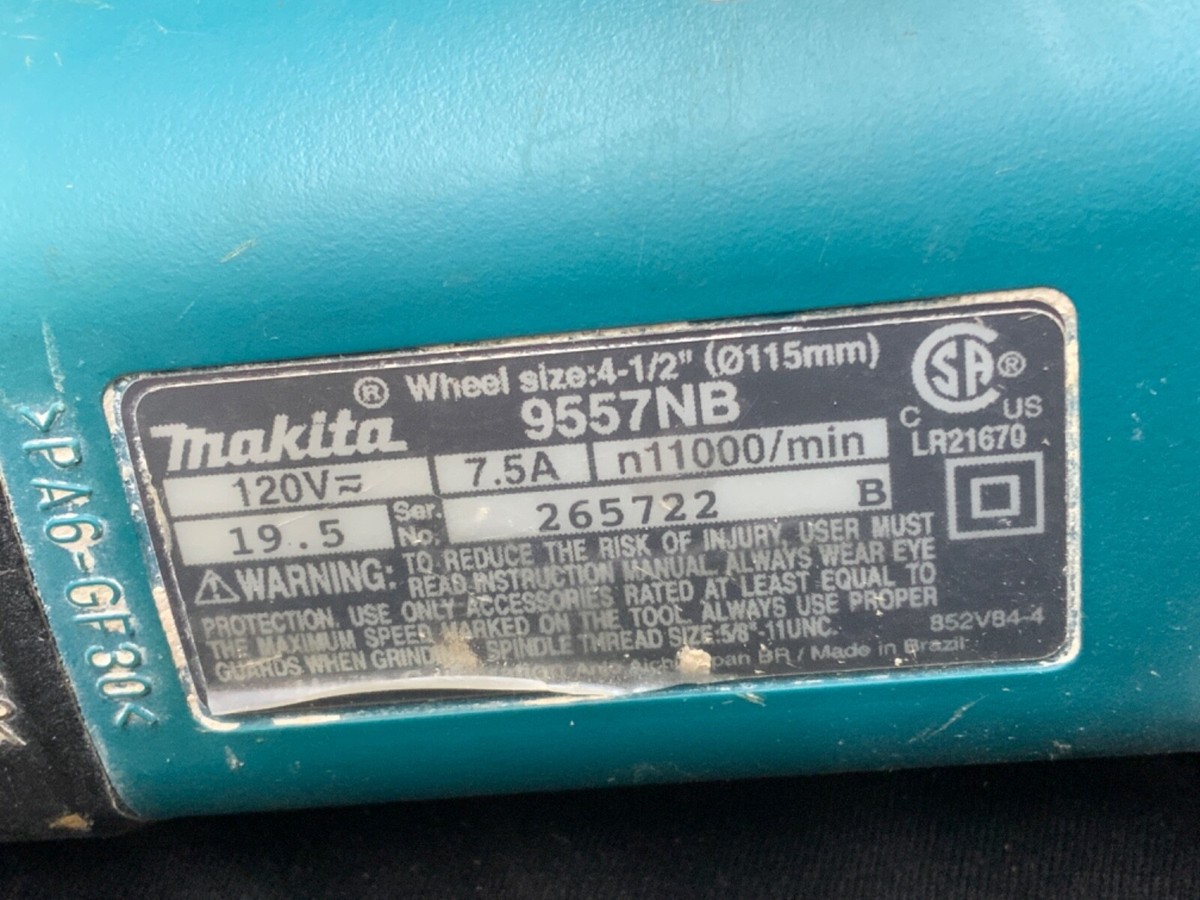 Wheel size:4-1/2" (Ø115mm)
makita® 9557NB
120V≂ 7.5A n11000/min
19.5 Ser. No. 265722 B
CSA® C US
LR21670
⚠WARNING: TO REDUCE THE RISK OF INJURY, USER MUST
READ INSTRUCTION MANUAL. ALWAYS WEAR EYE
PROTECTION. USE ONLY ACCESSORIES RATED AT LEAST EQUAL TO
THE MAXIMUM SPEED MARKED ON THE TOOL. ALWAYS USE PROPER
GUARDS WHEN SPINDLE THREAD SIZE:5/8"-11UNC.
852V84-4
BR / Made in Brazil
>PA6-GF30<